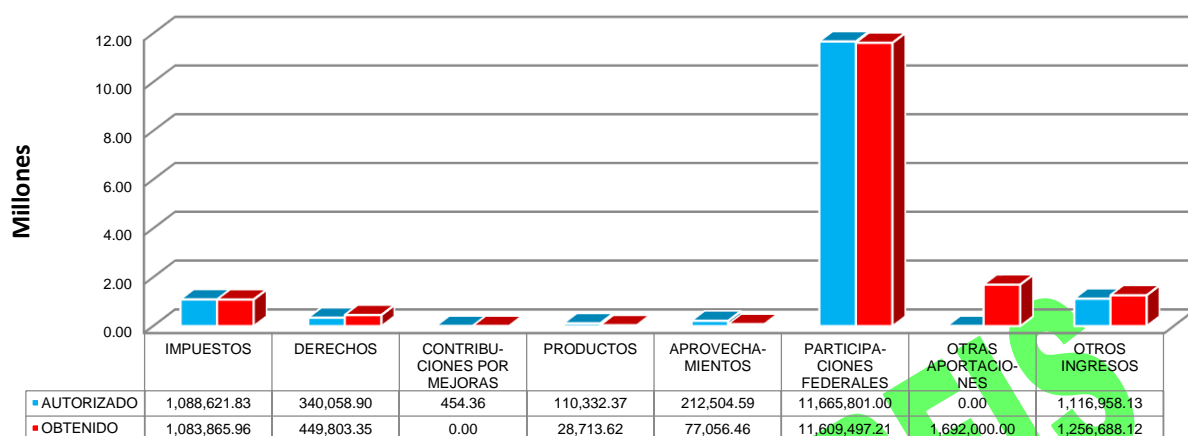 12.00
10.00
8.00
6.00
4.00
2.00
0.00
Millones
IMPUESTOS DERECHOS CONTRIBU-CIONES POR MEJORAS PRODUCTOS APROVECHA-MIENTOS PARTICIPA-CIONES FEDERALES OTRAS APORTACIO-NES OTROS INGRESOS
AUTORIZADO 1,088,621.83 340,058.90 454.36 110,332.37 212,504.59 11,665,801.00 0.00 1,116,958.13
OBTENIDO 1,083,865.96 449,803.35 0.00 28,713.62 77,056.46 11,609,497.21 1,692,000.00 1,256,688.12